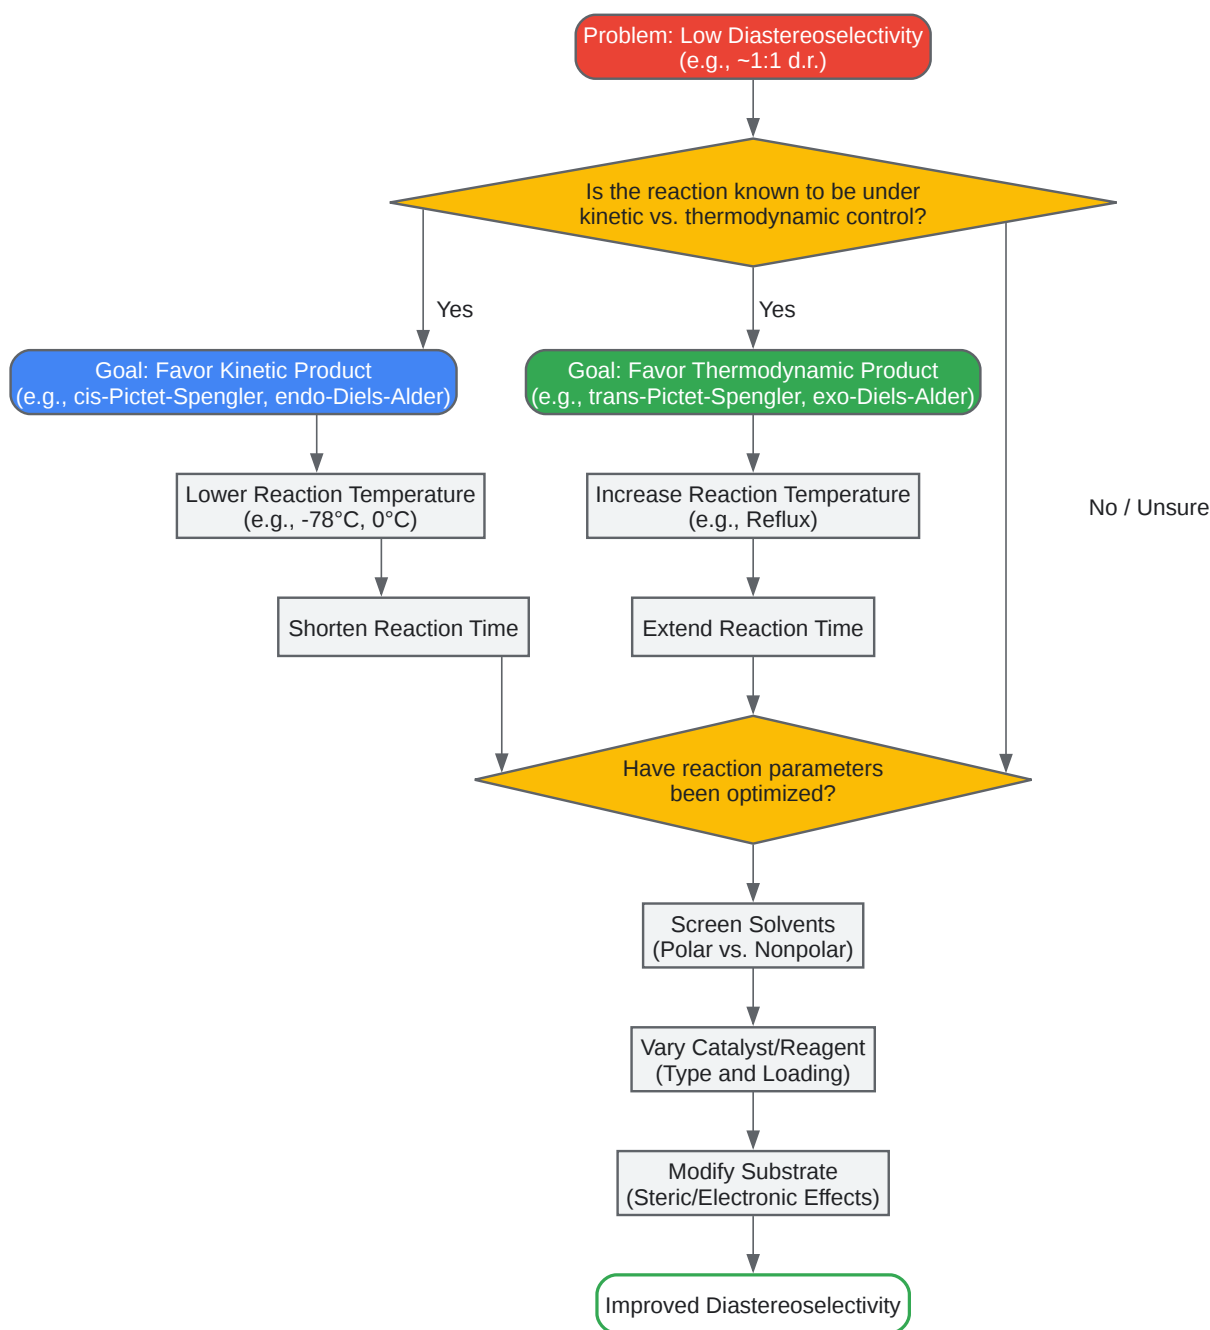 Problem: Low Diastereoselectivity
(e.g., ~1:1 d.r.)
Is the reaction known to be under
kinetic vs. thermodynamic control?
Yes
Yes
Goal: Favor Kinetic Product
(e.g., cis-Pictet-Spengler, endo-Diels-Alder)
Goal: Favor Thermodynamic Product
(e.g., trans-Pictet-Spengler, exo-Diels-Alder)
Lower Reaction Temperature
(e.g., -78°C, 0°C)
Increase Reaction Temperature
(e.g., Reflux)
No / Unsure
Shorten Reaction Time
Extend Reaction Time
Have reaction parameters
been optimized?
Screen Solvents
(Polar vs. Nonpolar)
Vary Catalyst/Reagent
(Type and Loading)
Modify Substrate
(Steric/Electronic Effects)
Improved Diastereoselectivity